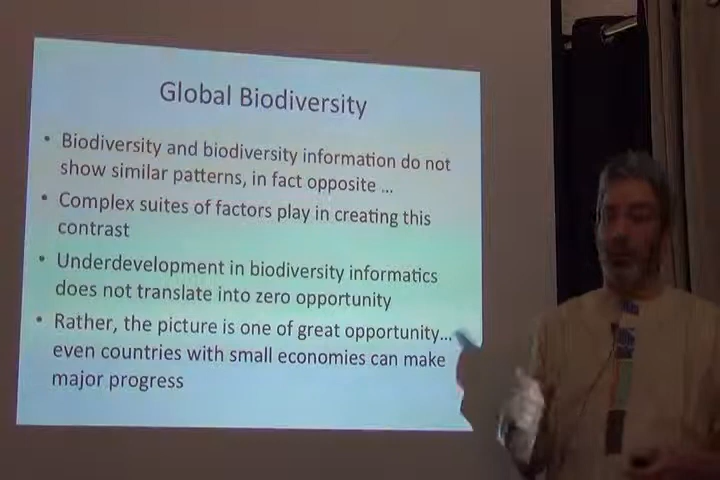 Global Biodiversity
• Biodiversity and biodiversity information do not
show similar patterns, in fact opposite ...
• Complex suites of factors play in creating this
contrast
• Underdevelopment in biodiversity informatics
does not translate into zero opportunity
• Rather, the picture is one of great opportunity...
even countries with small economies can make
major progress